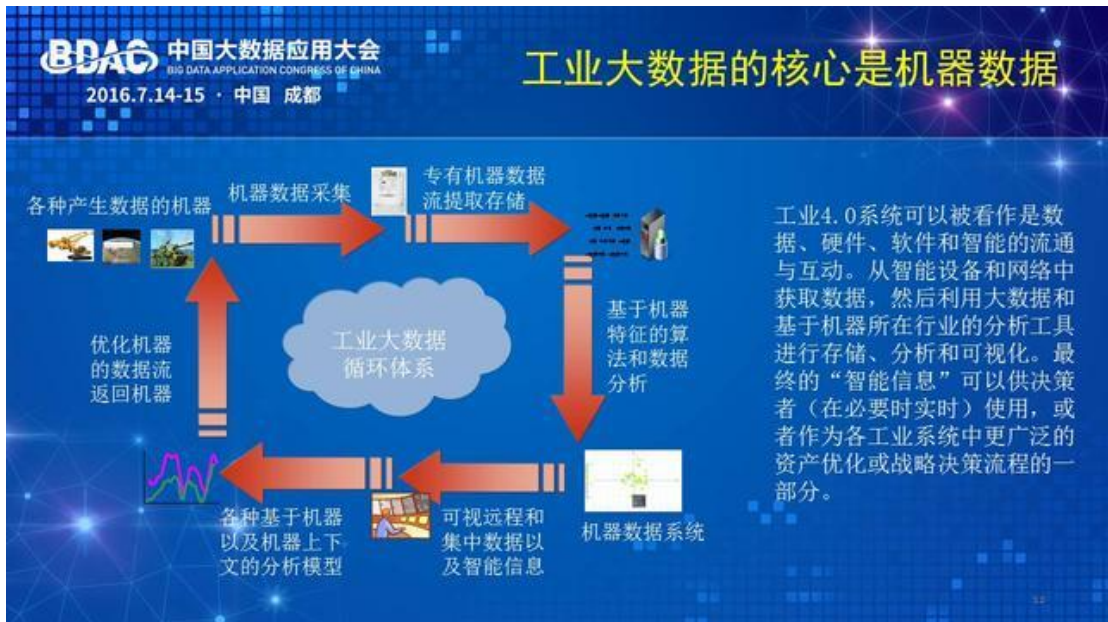 BDAC 中国大数据应用大会
BIG DATA APPLICATION CONGRESS OF CHINA
2016.7.14-15 · 中国 成都
工业大数据的核心是机器数据
各种产生数据的机器
机器数据采集
专有机器数据
流提取存储
基于机器
特征的算
法和数据
分析
机器数据系统
可视远程和
集中数据以
及智能信息
各种基于机器
以及机器上下
文的分析模型
优化机器
的数据流
返回机器
工业大数据
循环体系
工业4.0系统可以被看作是数
据、硬件、软件和智能的流通
与互动。从智能设备和网络中
获取数据，然后利用大数据和
基于机器所在行业的分析工具
进行存储、分析和可视化。最
终的“智能信息”可以供决策
者（在必要时实时）使用，或
者作为各工业系统中更广泛的
资产优化或战略决策流程的一
部分。